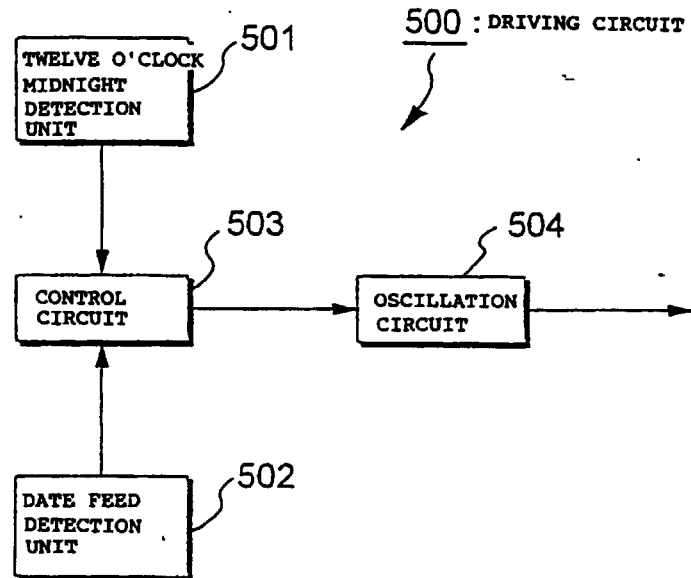 500 : DRIVING CIRCUIT
501
TWELVE O'CLOCK
MIDNIGHT
DETECTION
UNIT
503
CONTROL
CIRCUIT
504
OSCILLATION
CIRCUIT
502
DATE FEED
DETECTION
UNIT